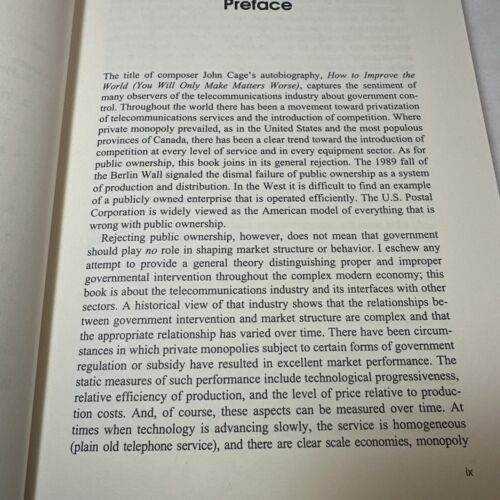 Preface
The title of composer John Cage's autobiography, How to Improve the
World (You Will Only Make Matters Worse), captures the sentiment of
many observers of the telecommunications industry about government con-
trol. Throughout the world there has been a movement toward privatization
of telecommunications services and the introduction of competition. Where
private monopoly prevailed, as in the United States and the most populous
provinces of Canada, there has been a clear trend toward the introduction of
competition at every level of service and in every equipment sector. As for
public ownership, this book joins in its general rejection. The 1989 fall of
the Berlin Wall signaled the dismal failure of public ownership as a system
of production and distribution. In the West it is difficult to find an example
of a publicly owned enterprise that is operated efficiently. The U.S. Postal
Corporation is widely viewed as the American model of everything that is
wrong with public ownership.
Rejecting public ownership, however, does not mean that government
should play no role in shaping market structure or behavior. I eschew any
attempt to provide a general theory distinguishing proper and improper
governmental intervention throughout the complex modern economy; this
book is about the telecommunications industry and its interfaces with other
sectors. A historical view of that industry shows that the relationships be-
tween government intervention and market structure are complex and that
the appropriate relationship has varied over time. There have been circum-
stances in which private monopolies subject to certain forms of government
regulation or subsidy have resulted in excellent market performance. The
static measures of such performance include technological progressiveness,
relative efficiency of production, and the level of price relative to produc-
tion costs. And, of course, these aspects can be measured over time. At
times when technology is advancing slowly, the service is homogeneous
(plain old telephone service), and there are clear scale economies, monopoly
ix